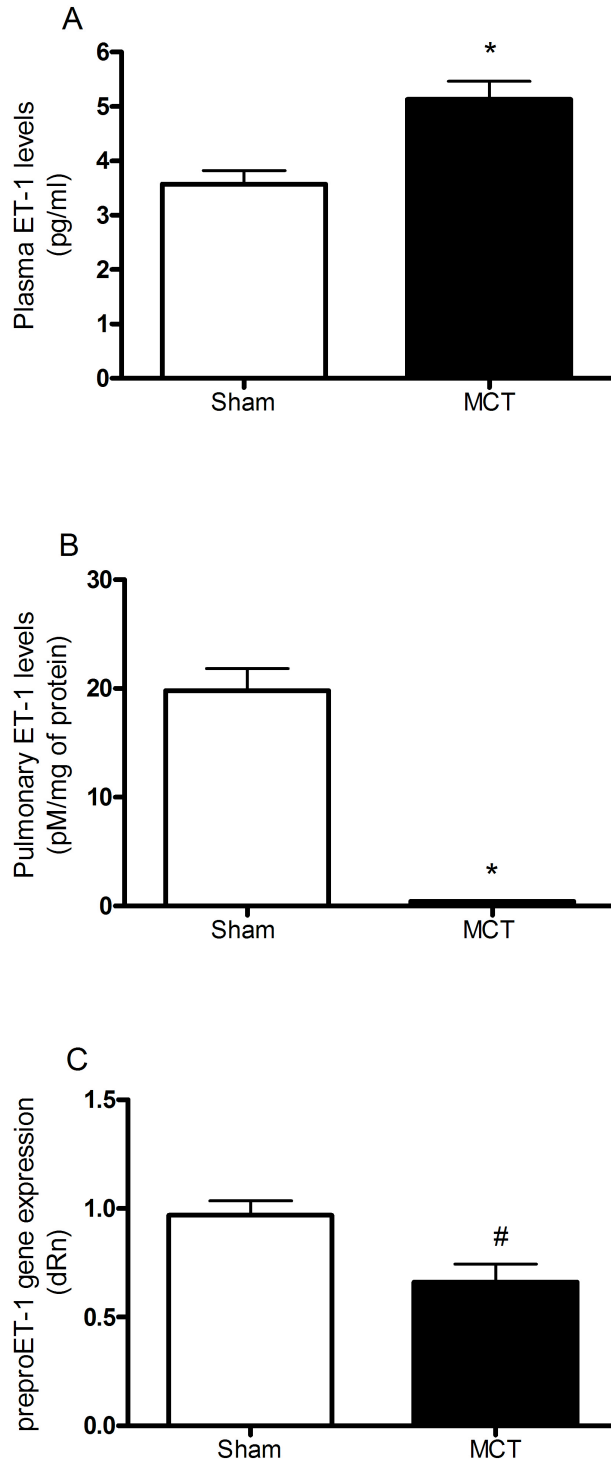 A
Plasma ET-1 levels
(pg/ml)
6
5
4
3
2
1
0
*
Sham
MCT
B
Pulmonary ET-1 levels
(pM/mg of protein)
30
20
10
0
*
Sham
MCT
C
preproET-1 gene expression
(dRn)
1.5
1.0
0.5
0.0
#
Sham
MCT